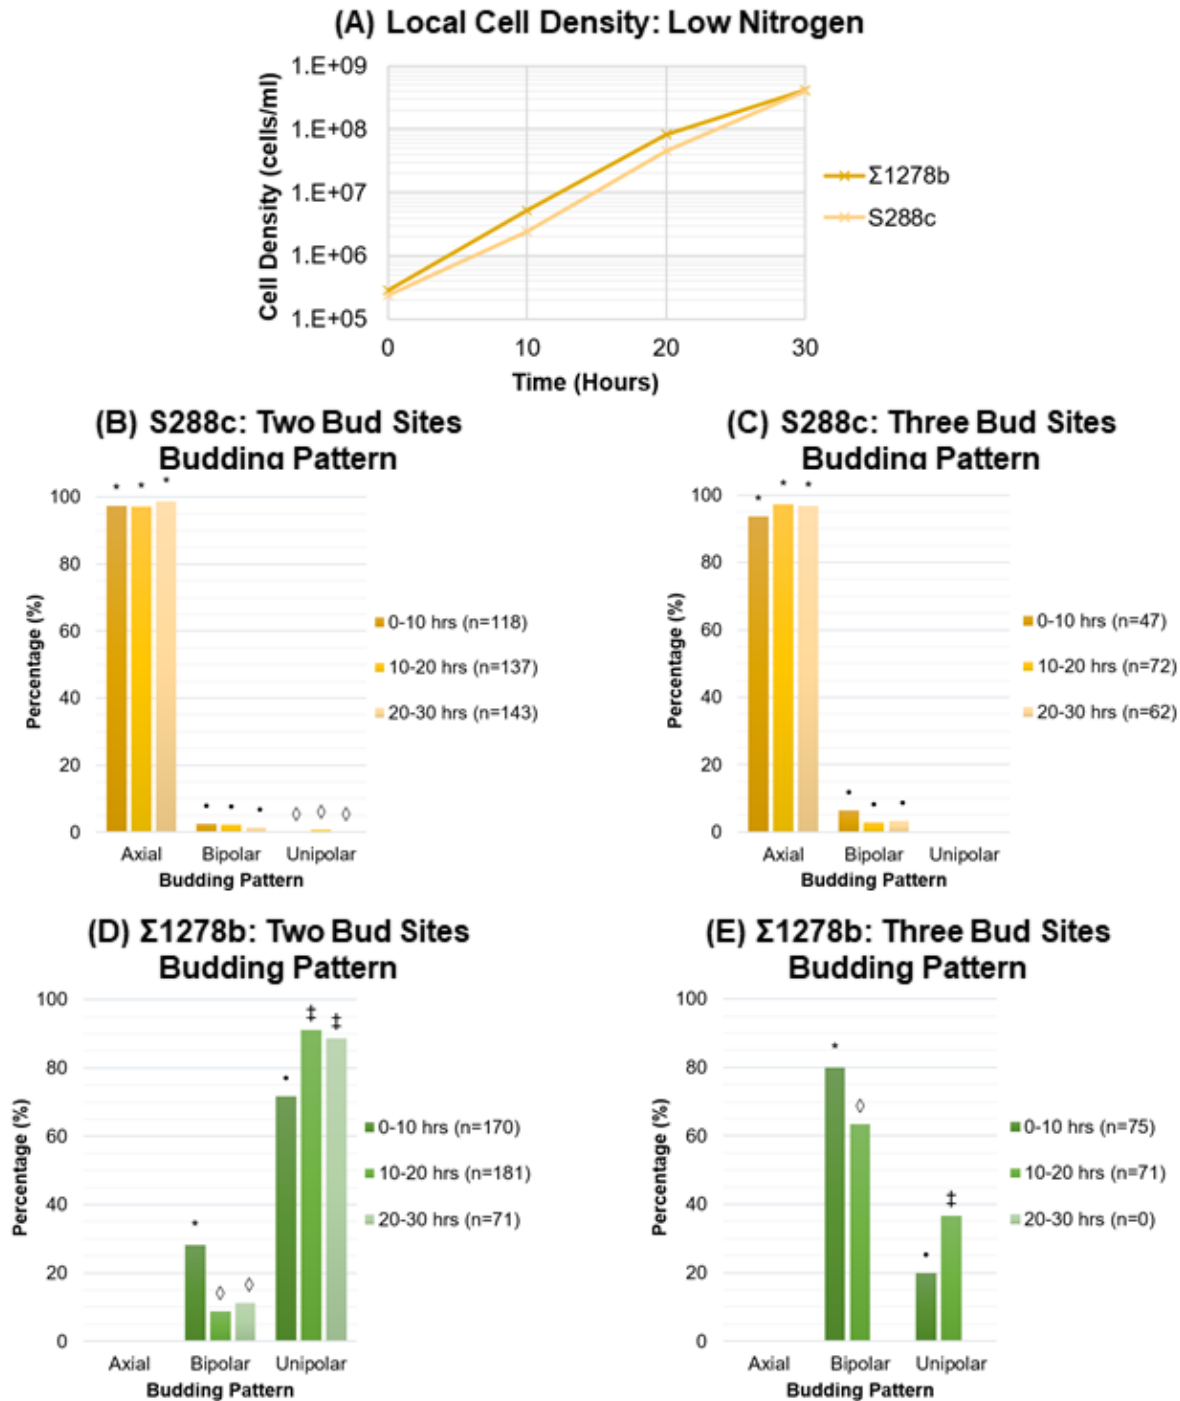 (A) Local Cell Density: Low Nitrogen
Cell Density (cells/ml)
1.E+09
1.E+08
1.E+07
1.E+06
1.E+05
0 10 20 30
Time (Hours)
Σ1278b
S288c
(B) S288c: Two Bud Sites
Budding Pattern
Percentage (%)
* * *
• • •
◊ ◊ ◊
100
80
60
40
20
0
Axial Bipolar Unipolar
Budding Pattern
0-10 hrs (n=118)
10-20 hrs (n=137)
20-30 hrs (n=143)
(C) S288c: Three Bud Sites
Budding Pattern
Percentage (%)
* * *
• • •
100
80
60
40
20
0
Axial Bipolar Unipolar
Budding Pattern
0-10 hrs (n=47)
10-20 hrs (n=72)
20-30 hrs (n=62)
(D) Σ1278b: Two Bud Sites
Budding Pattern
Percentage (%)
* ◊ ◊
• ‡ ‡
100
80
60
40
20
0
Axial Bipolar Unipolar
Budding Pattern
0-10 hrs (n=170)
10-20 hrs (n=181)
20-30 hrs (n=71)
(E) Σ1278b: Three Bud Sites
Budding Pattern
Percentage (%)
* ◊
• ‡
100
80
60
40
20
0
Axial Bipolar Unipolar
Budding Pattern
0-10 hrs (n=75)
10-20 hrs (n=71)
20-30 hrs (n=0)